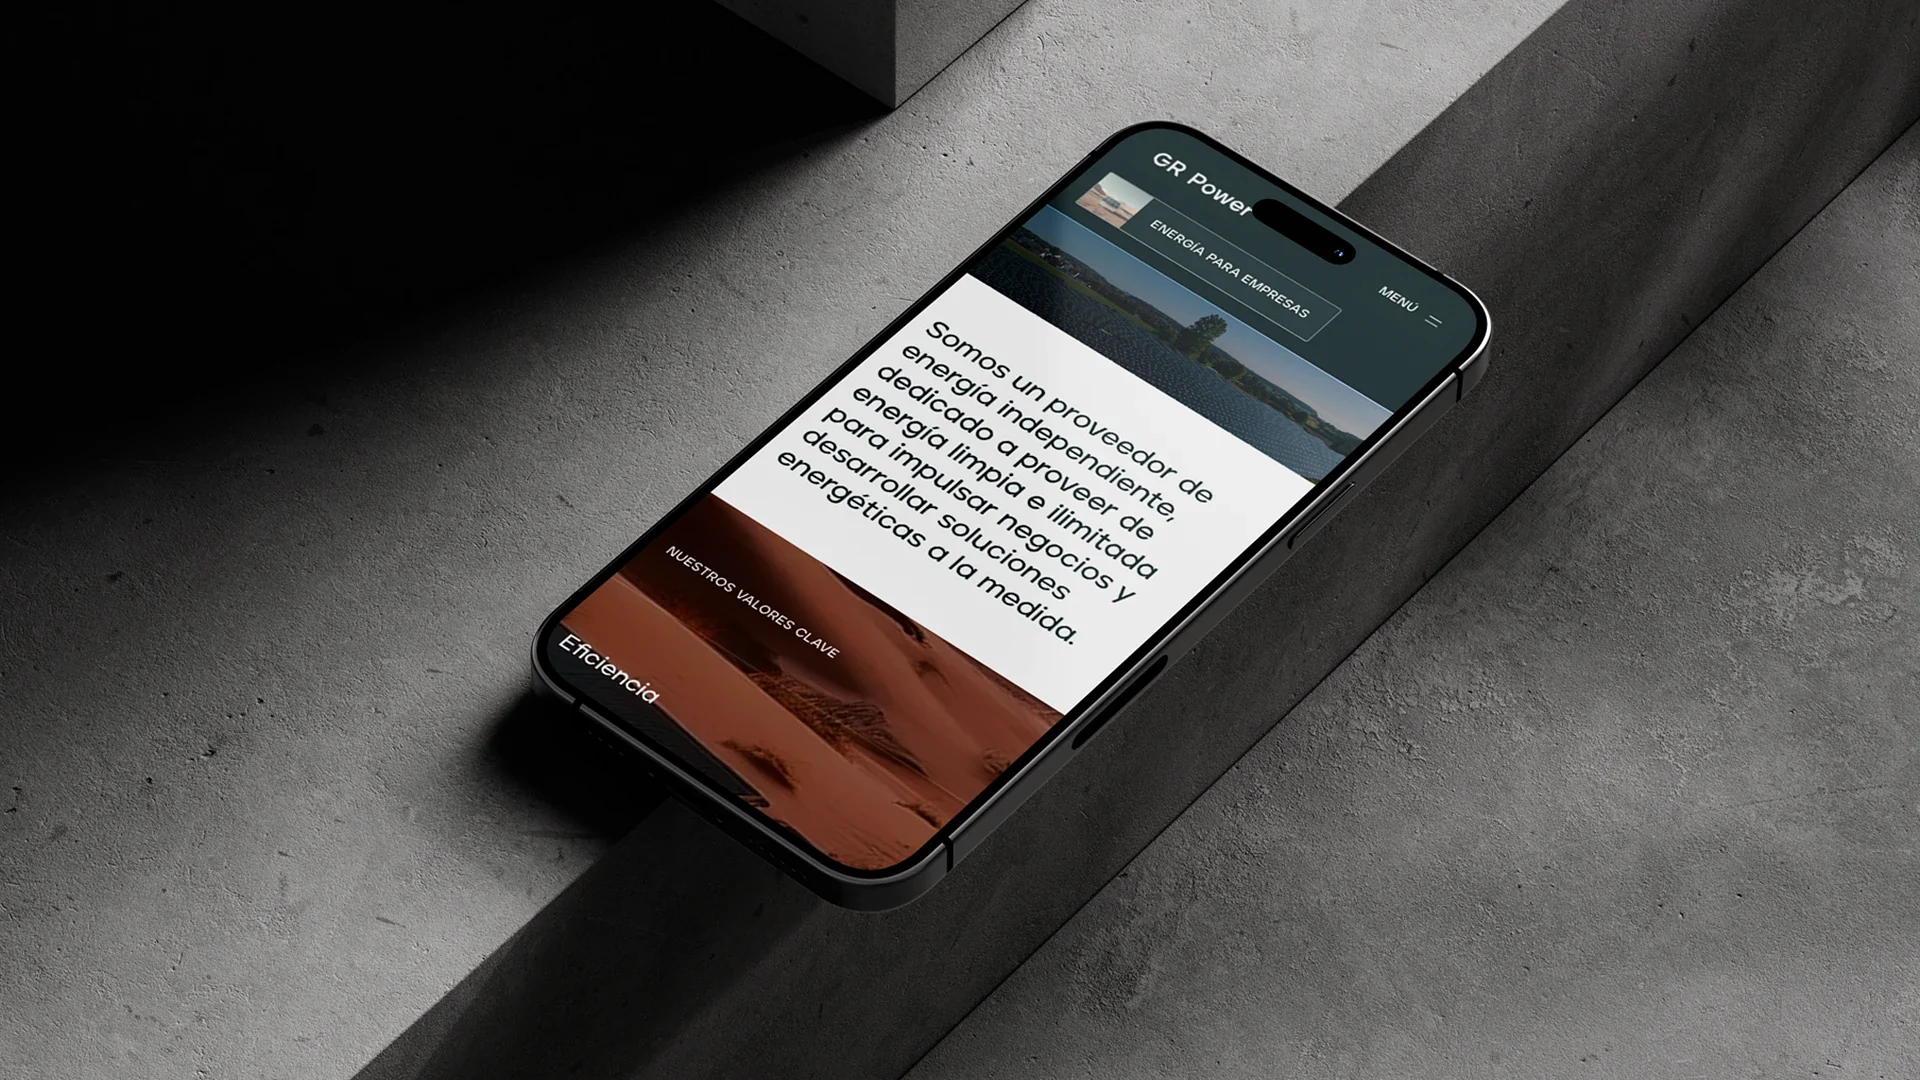 GR Power
ENERGÍA PARA EMPRESAS
MENÚ
Somos un proveedor de
energía independiente,
dedicado a proveer de
energía limpia e ilimitada
para impulsar negocios y
desarrollar soluciones
energéticas a la medida.
NUESTROS VALORES CLAVE
Eficiencia